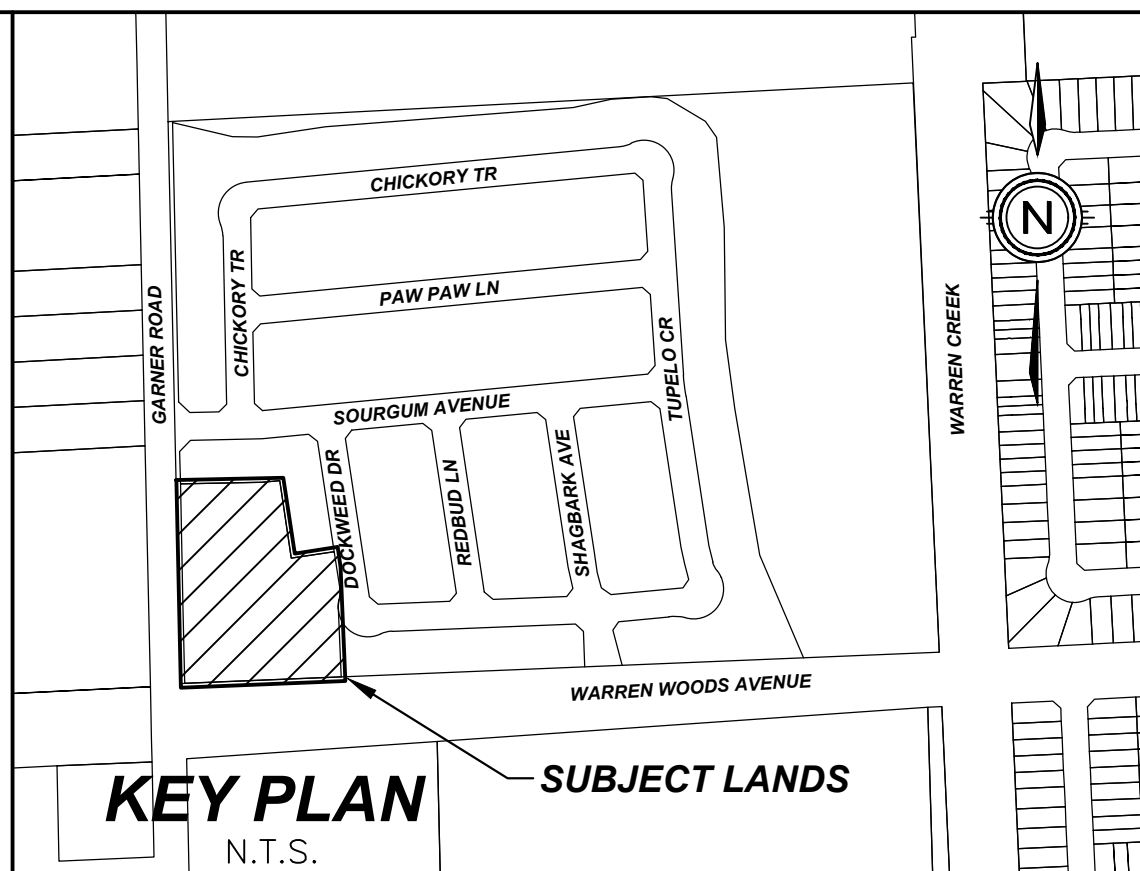 CHICKORY TR
N
CHICKORY TR
PAW PAW LN
GARNER ROAD
WARREN CREEK
TUPELO CR
SOURGUM AVENUE
DOCKWEED DR
REDBUD LN
SHAGBARK AVE
WARREN WOODS AVENUE
SUBJECT LANDS
KEY PLAN
N.T.S.